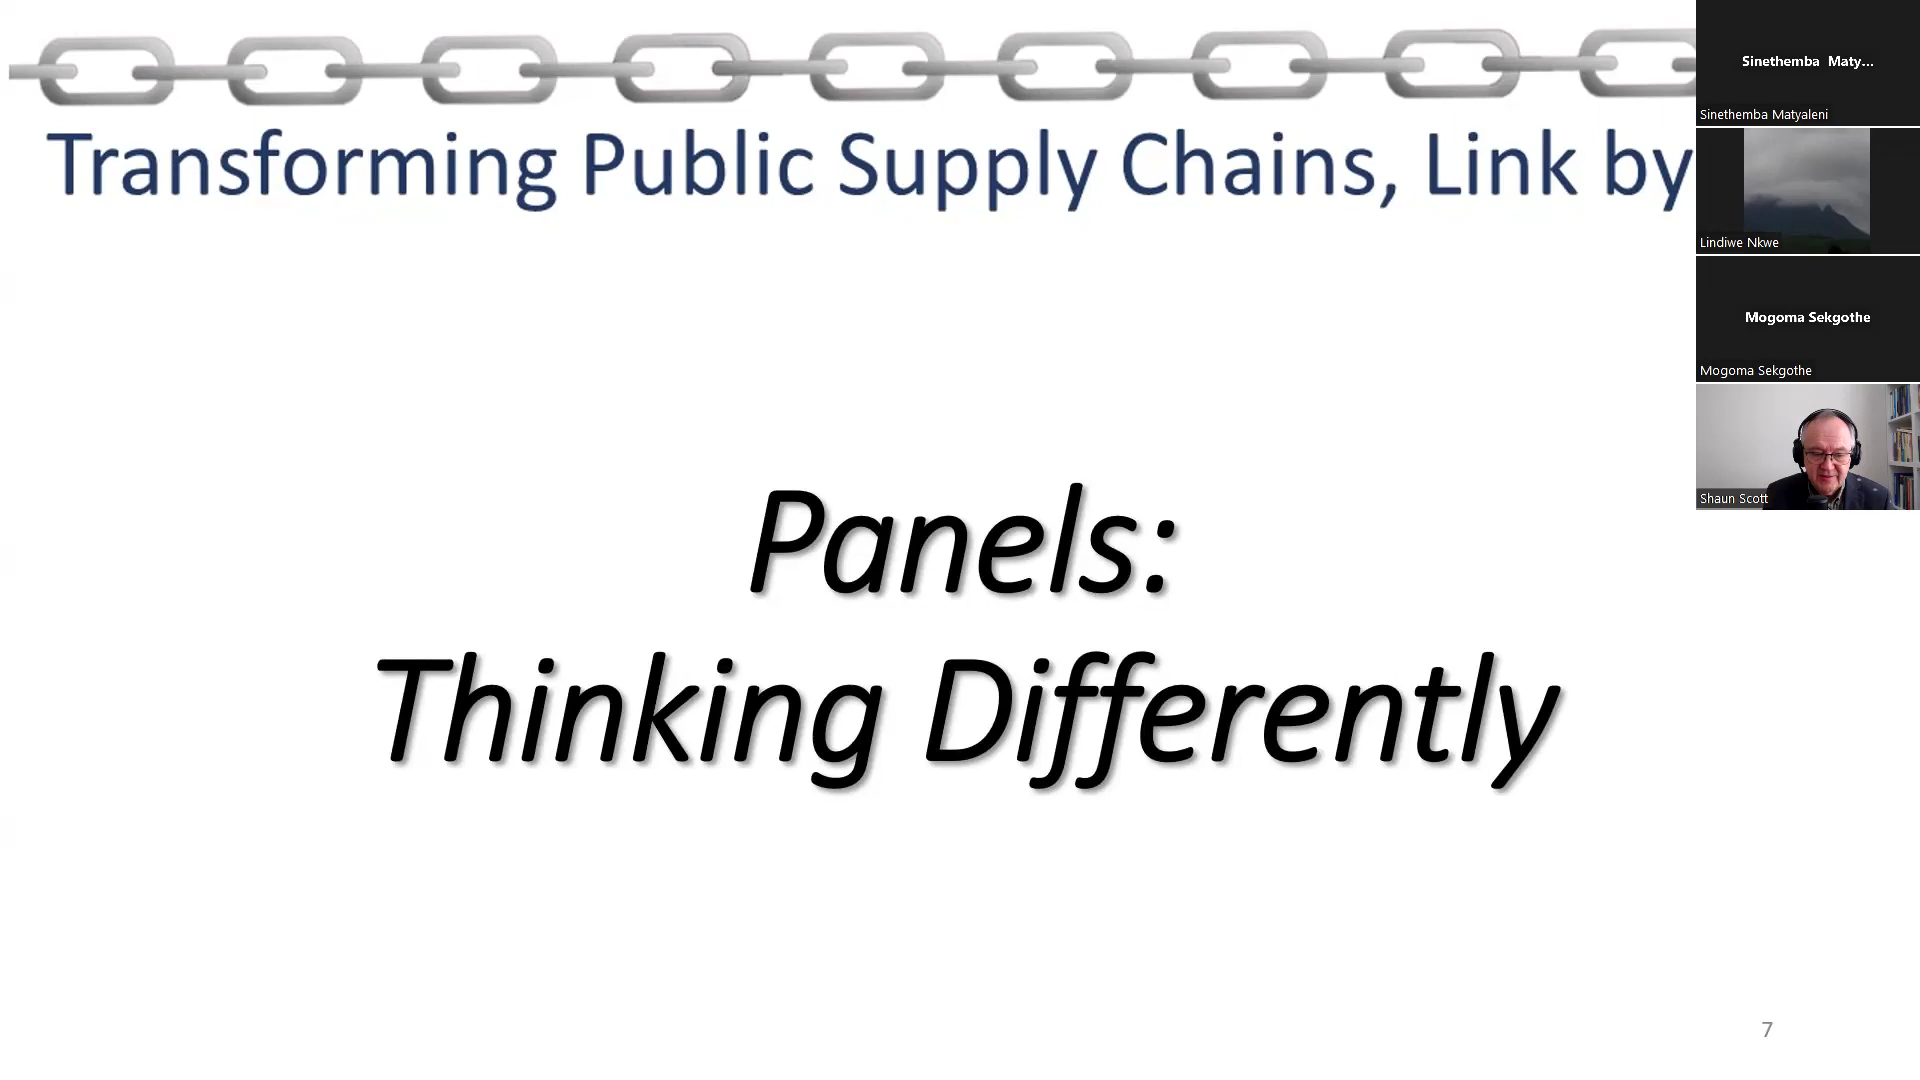 Transforming Public Supply Chains, Link by
Panels:
Thinking Differently
7
Sinethemba Maty...
Sinethemba Matyaleni
Lindiwe Nkwe
Mogoma Sekgothe
Mogoma Sekgothe
Shaun Scott